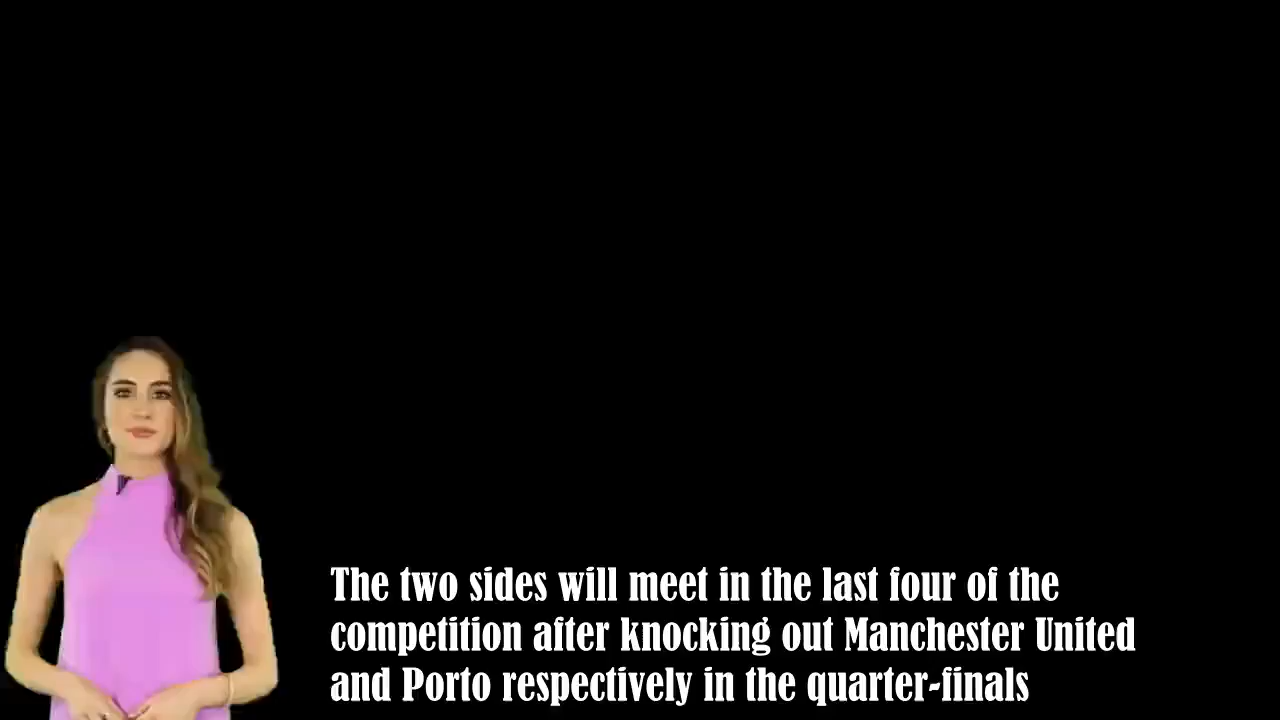 The two sides will meet in the last four of the
competition after knocking out Manchester United
and Porto respectively in the quarter-finals